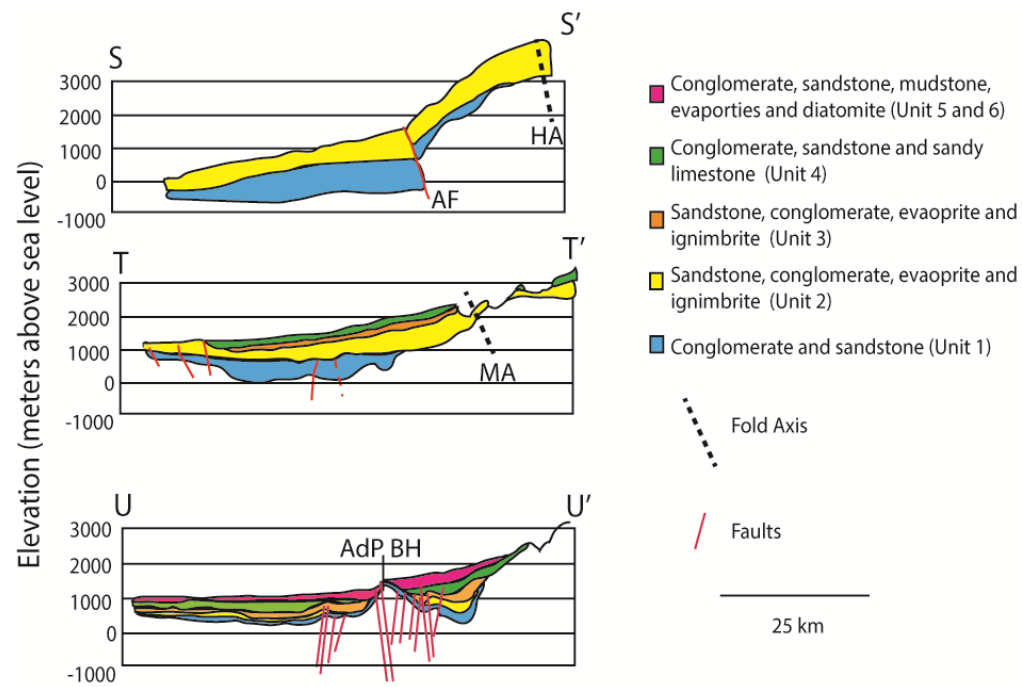 S
S'
3000
2000
1000
0
-1000
HA
AF
T
T'
3000
2000
1000
0
-1000
MA
U
U'
3000
2000
1000
0
-1000
AdP BH
Elevation (meters above sea level)
Conglomerate, sandstone, mudstone,
evaporties and diatomite (Unit 5 and 6)
Conglomerate, sandstone and sandy
limestone (Unit 4)
Sandstone, conglomerate, evaoprite and
ignimbrite (Unit 3)
Sandstone, conglomerate, evaoprite and
ignimbrite (Unit 2)
Conglomerate and sandstone (Unit 1)
Fold Axis
Faults
25 km